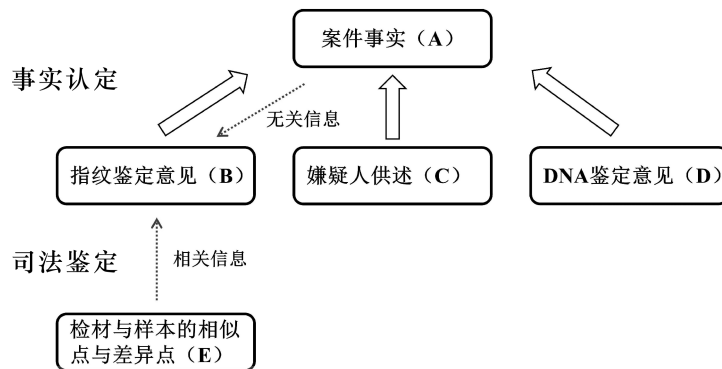 案件事实（A）
事实认定
无关信息
指纹鉴定意见（B）
嫌疑人供述（C）
DNA鉴定意见（D）
司法鉴定
相关信息
检材与样本的相似
点与差异点（E）